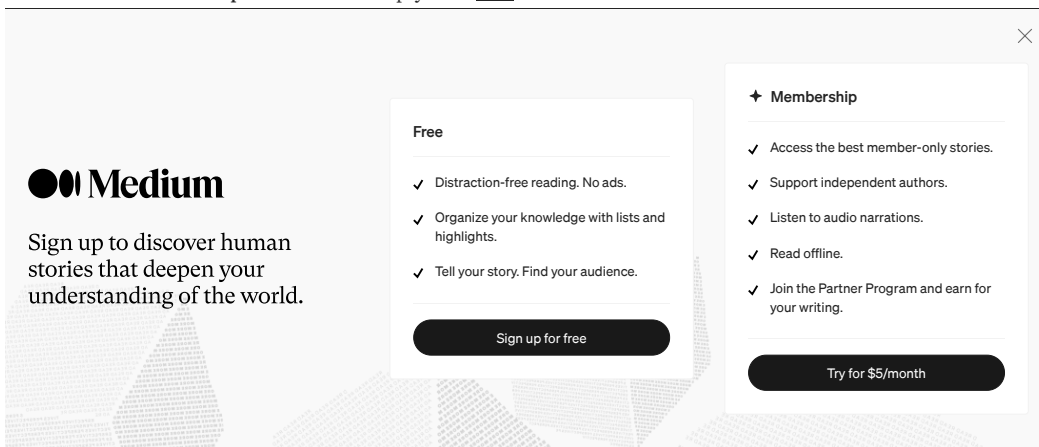 Medium
Sign up to discover human
stories that deepen your
understanding of the world.
Free
Distraction-free reading. No ads.
Organize your knowledge with lists and
highlights.
Tell your story. Find your audience.
Sign up for free
Membership
Access the best member-only stories.
Support independent authors.
Listen to audio narrations.
Read offline.
Join the Partner Program and earn for
your writing.
Try for $5/month